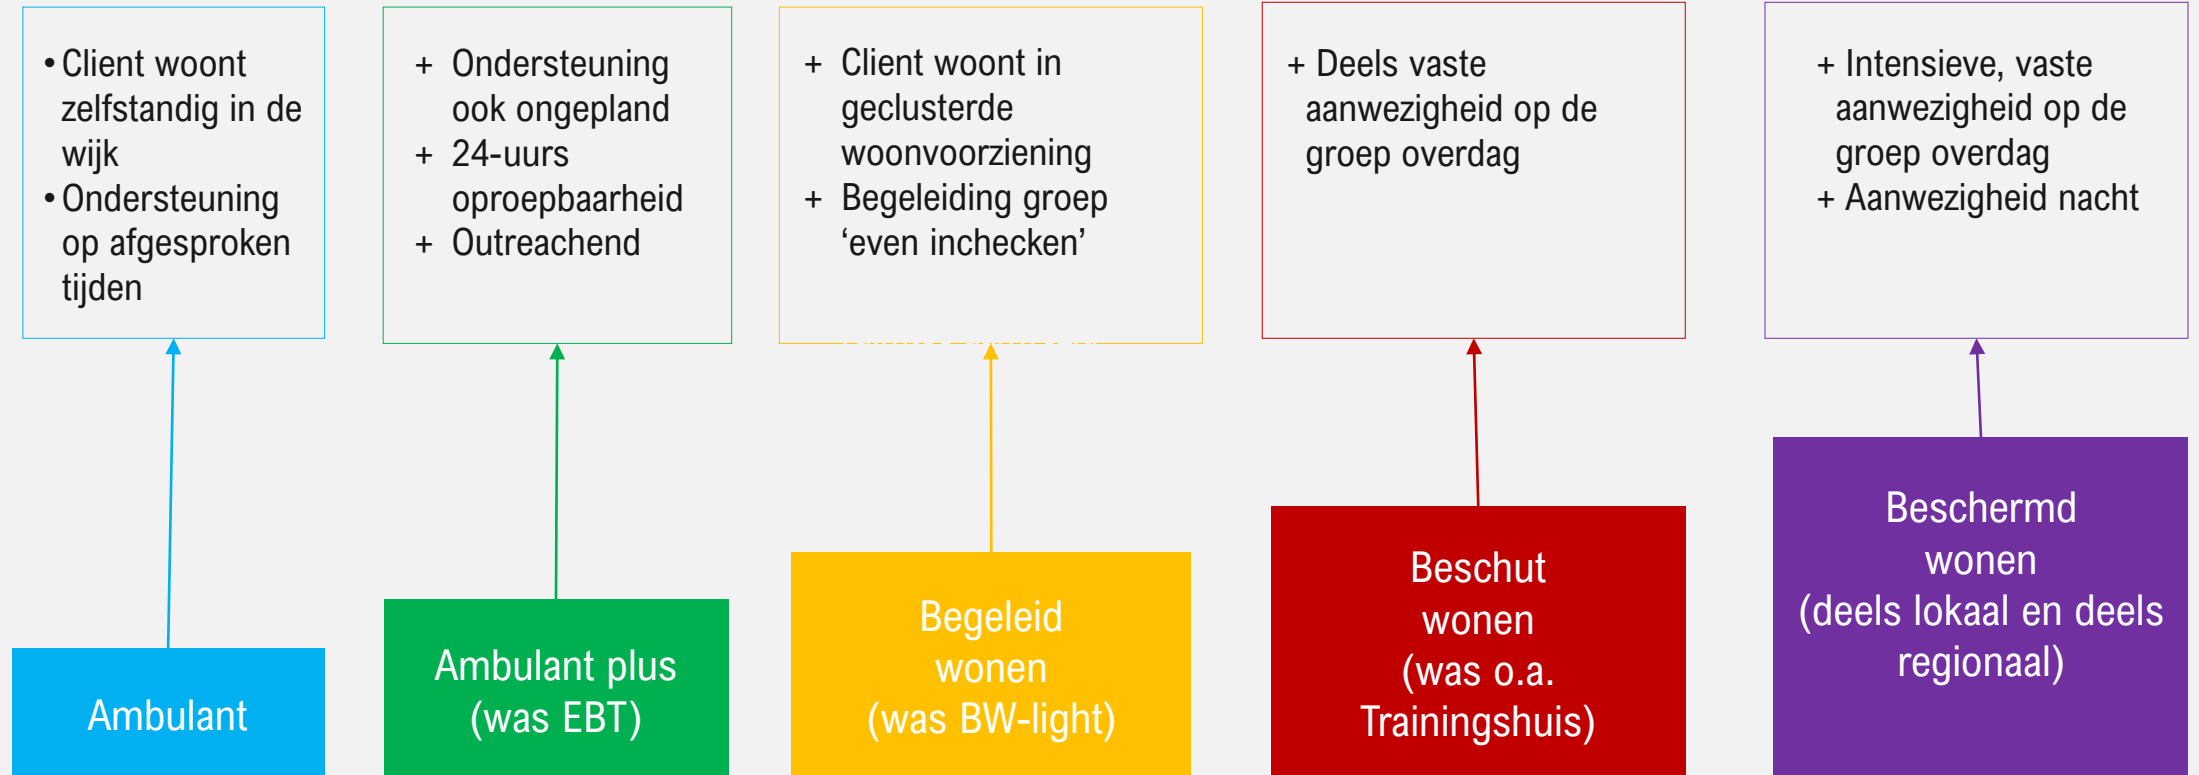 • Client woont
zelfstandig in de
wijk
• Ondersteuning
op afgesproken
tijden
+ Ondersteuning
ook ongepland
+ 24-uurs
oproepbaarheid
+ Outreachend
+ Client woont in
geclusterde
woonvoorziening
+ Begeleiding groep
‘even inchecken’
+ Deels vaste
aanwezigheid op de
groep overdag
+ Intensieve, vaste
aanwezigheid op de
groep overdag
+ Aanwezigheid nacht
Ambulant
Ambulant plus
(was EBT)
Begeleid
wonen
(was BW-light)
Beschut
wonen
(was o.a.
Trainingshuis)
Beschermd
wonen
(deels lokaal en deels
regionaal)